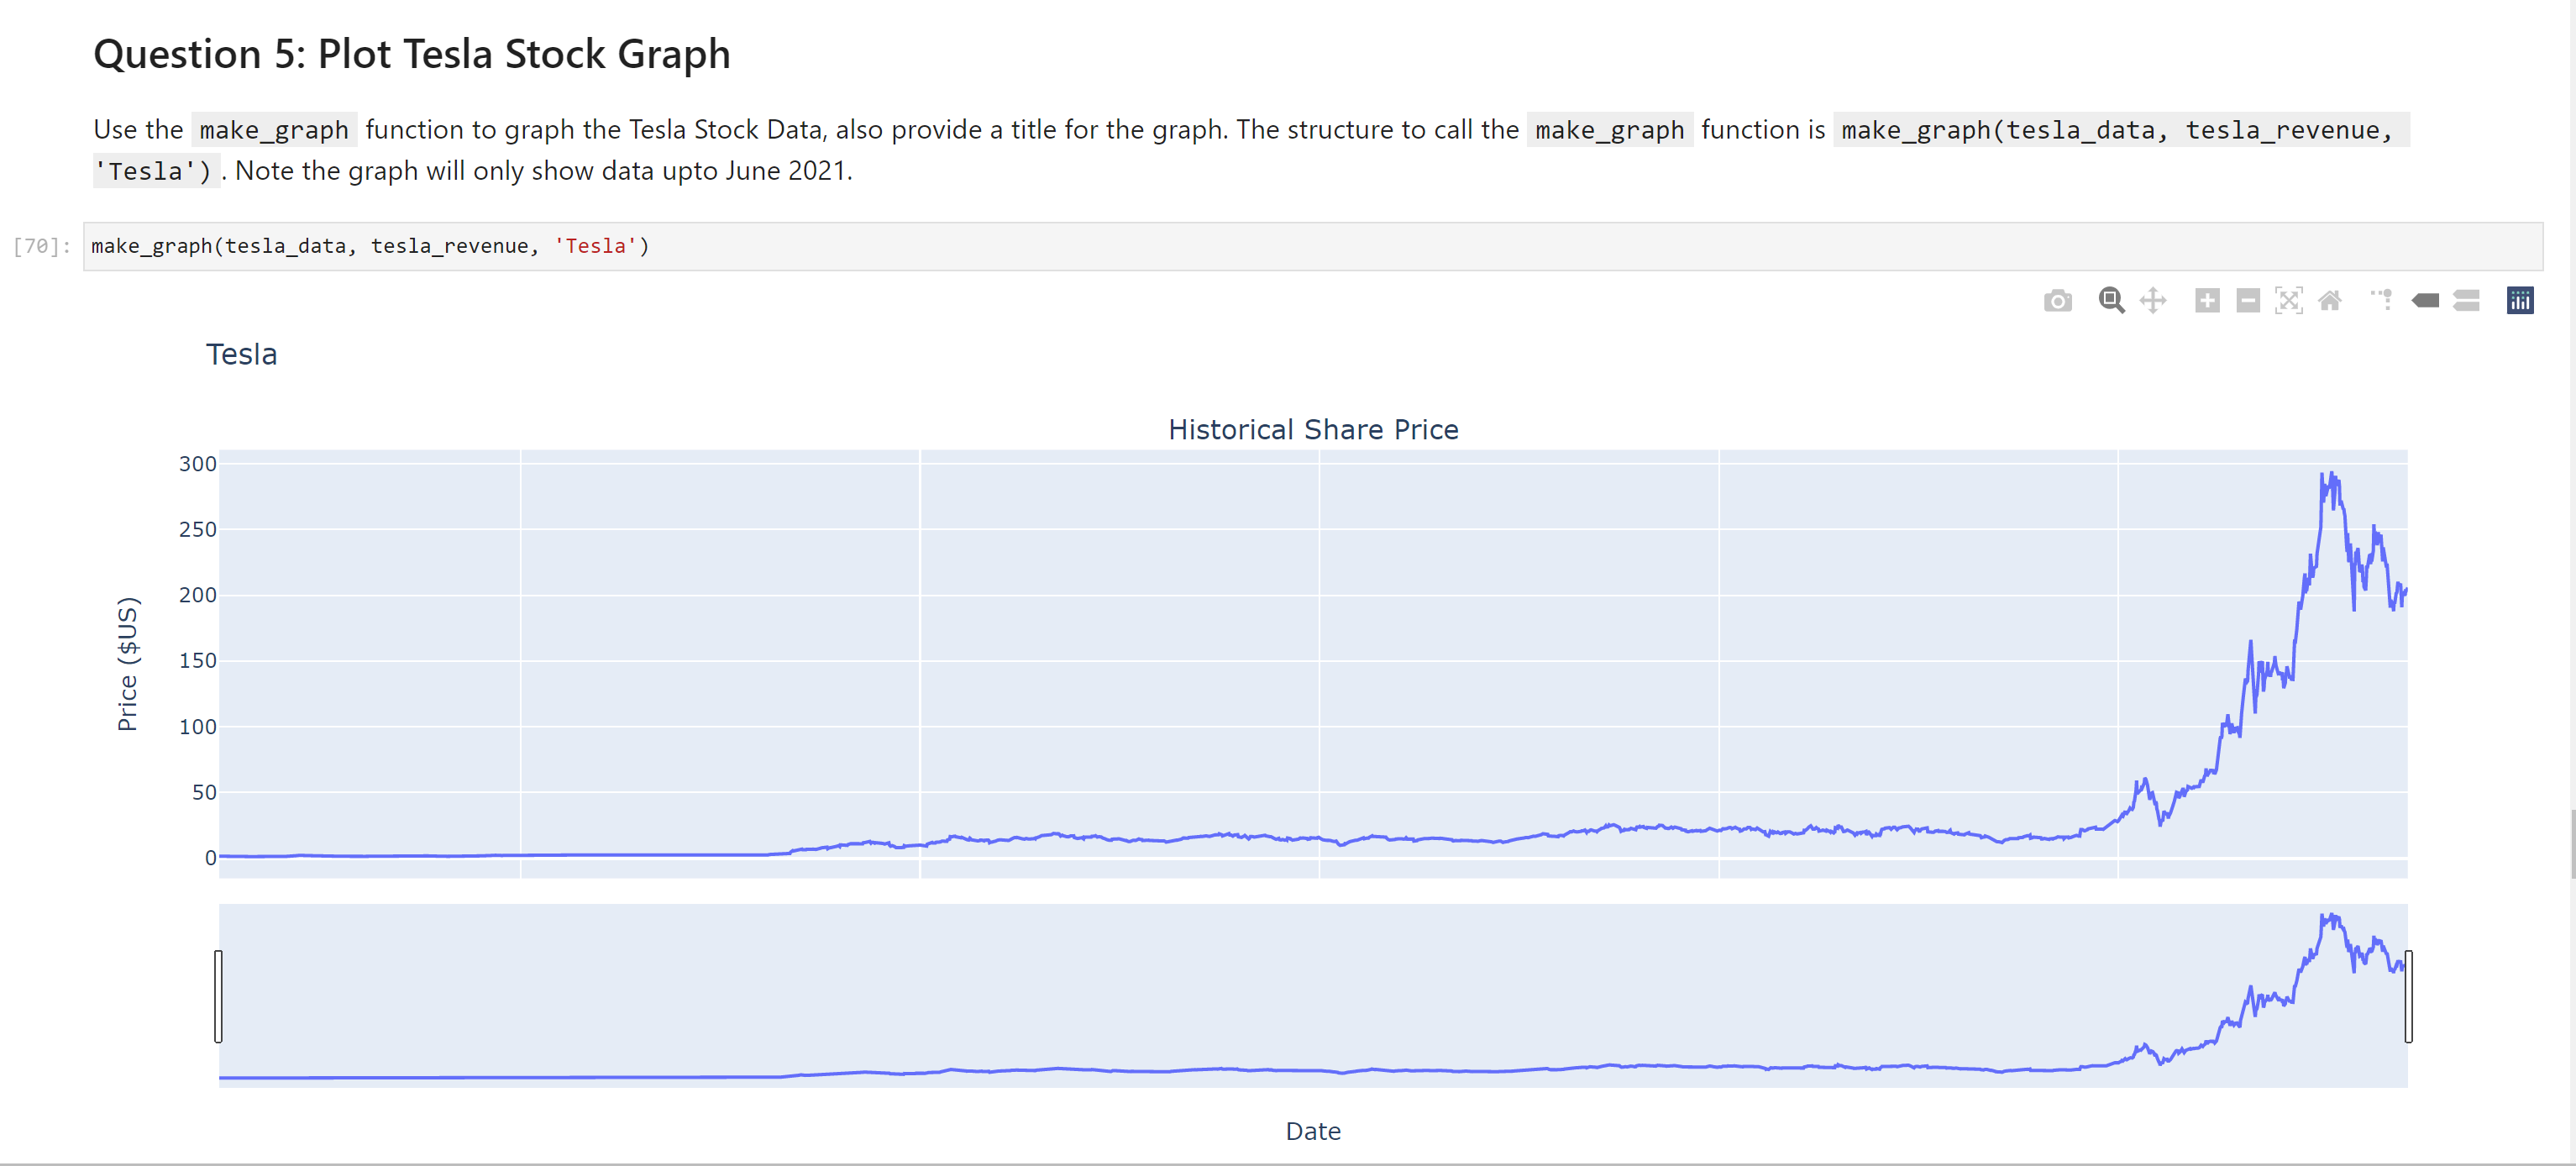 Question 5: Plot Tesla Stock Graph
Use the make_graph function to graph the Tesla Stock Data, also provide a title for the graph. The structure to call the make_graph function is make_graph(tesla_data, tesla_revenue,
'Tesla') . Note the graph will only show data upto June 2021.
[70]: make_graph(tesla_data, tesla_revenue, 'Tesla')
Tesla
Historical Share Price
300
250
200
150
100
50
0
Price ($US)
Date